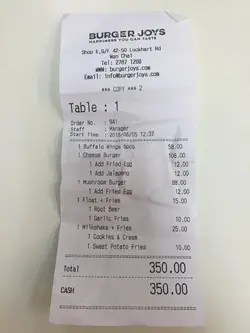 BURGER JOYS
HAPPINESS YOU CAN TASTE
Shop E,G/F 42-50 Lockhart Rd
Wan Chai
Tel: 2787 1288
Www: burgerjoys.com
Email: info@burgerjoys.com
*** COPY *** 2
Table : 1
Order No. : 941
Staff : Manager
Start Time : 2016/06/05 12:37
1 Buffalo Wings 6pcs 58.00
1 Cheese Burger 108.00
1 Add Fried Egg 12.00
1 Add Jalapeno 12.00
1 Mushroom Burger 98.00
1 Add Fried Egg 12.00
1 Float + Fries 15.00
1 Root Beer
1 Garlic Fries 10.00
1 Milkshake + Fries 25.00
1 Cookies & Cream
1 Sweet Potato Fries 10.00
Total 350.00
CASH 350.00